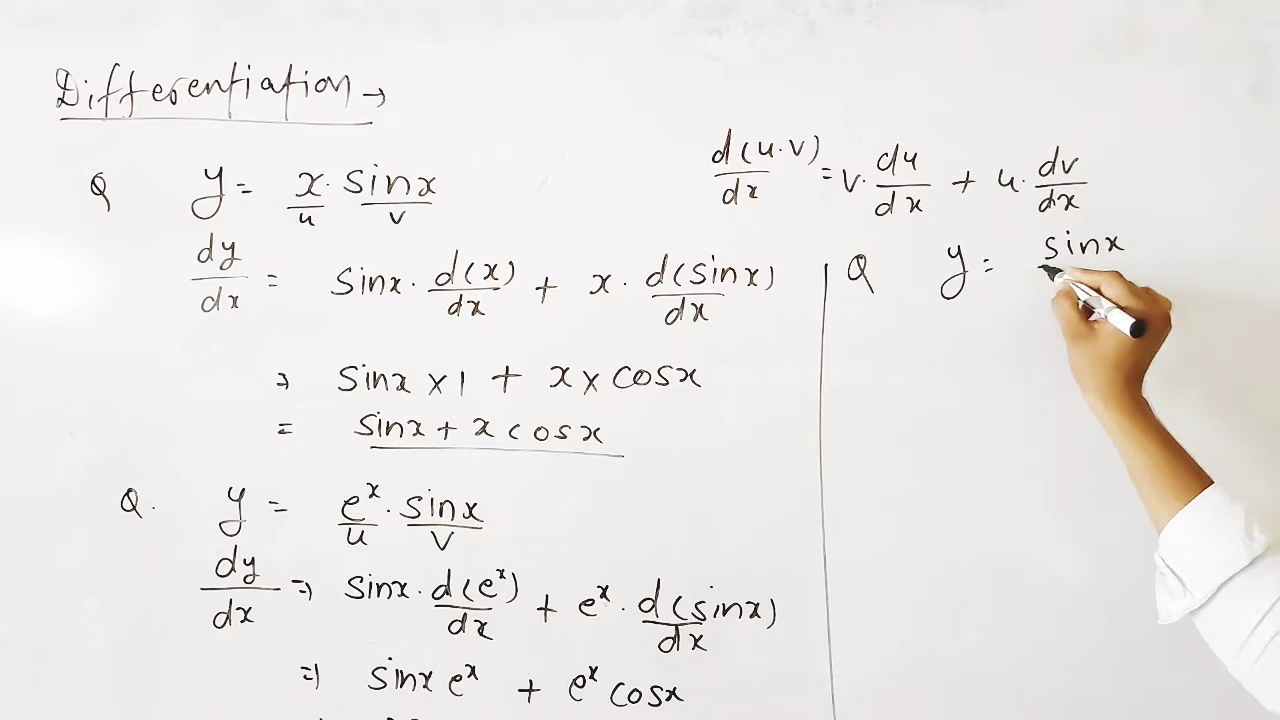 Differentiation →
Q y = x · sinx
u v
dy/dx = sinx · d(x)/dx + x · d(sinx)/dx
⇒ sinx × 1 + x × cosx
= sinx + x cosx
Q. y = e^x · sinx
u v
dy/dx ⇒ sinx · d(e^x)/dx + e^x · d(sinx)/dx
⇒ sinx e^x + e^x cosx
d(u·v)/dx = v · du/dx + u · dv/dx
Q y = sinx